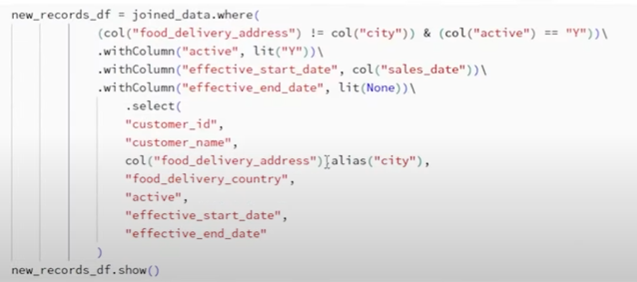 new_records_df = joined_data.where(
(col("food_delivery_address") != col("city")) & (col("active") == "Y"))\
.withColumn("active", lit("Y"))\
.withColumn("effective_start_date", col("sales_date"))\
.withColumn("effective_end_date", lit(None))\
.select(
"customer_id",
"customer_name",
col("food_delivery_address").alias("city"),
"food_delivery_country",
"active",
"effective_start_date",
"effective_end_date"
)
new_records_df.show()